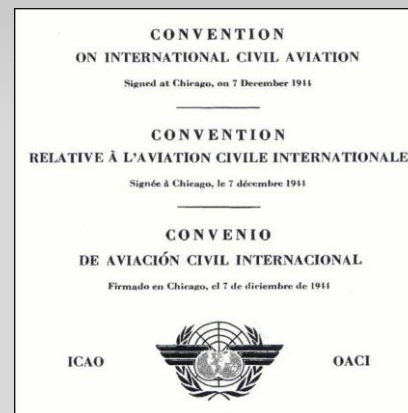 CONVENTION
ON INTERNATIONAL CIVIL AVIATION
Signed at Chicago, on 7 December 1944
CONVENTION
RELATIVE À L'AVIATION CIVILE INTERNATIONALE
Signée à Chicago, le 7 décembre 1944
CONVENIO
DE AVIACIÓN CIVIL INTERNACIONAL
Firmado en Chicago, el 7 de diciembre de 1944
ICAO OACI